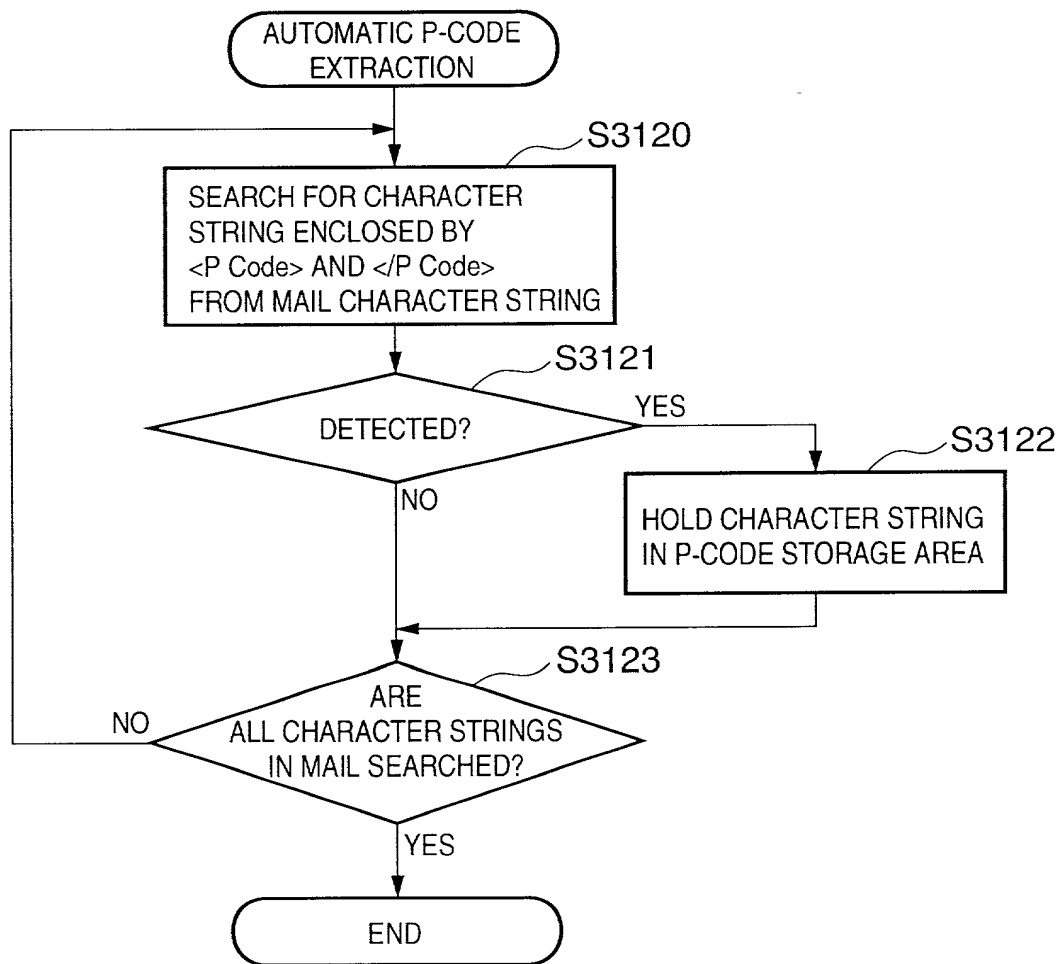 AUTOMATIC P-CODE
EXTRACTION
S3120
SEARCH FOR CHARACTER
STRING ENCLOSED BY
<P Code> AND </P Code>
FROM MAIL CHARACTER STRING
S3121
DETECTED?
YES
S3122
NO
HOLD CHARACTER STRING
IN P-CODE STORAGE AREA
S3123
ARE
ALL CHARACTER STRINGS
IN MAIL SEARCHED?
NO
YES
END